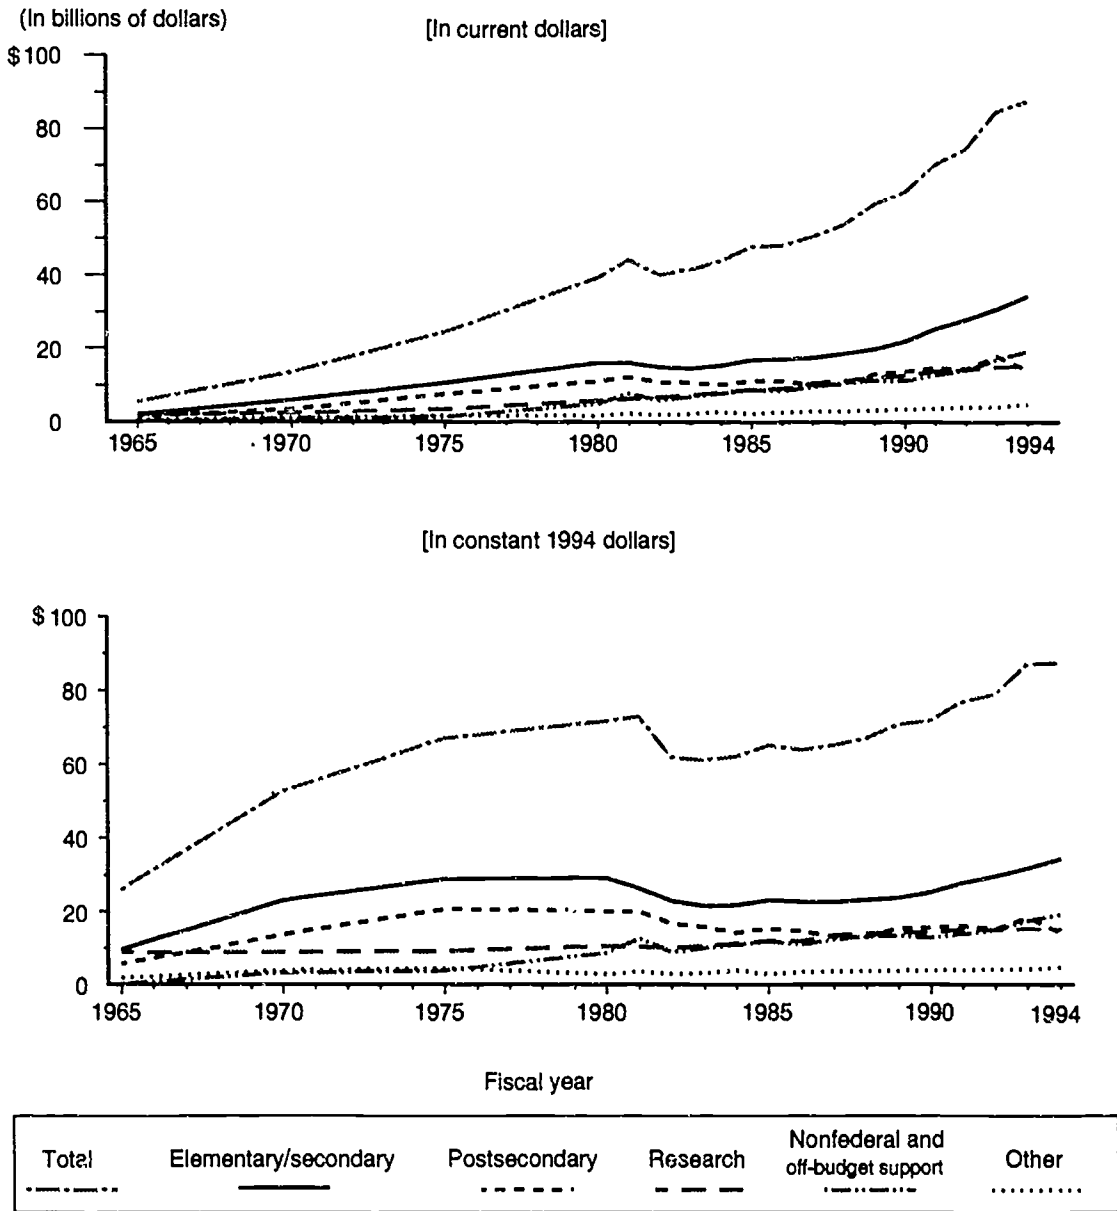 (In billions of dollars)
[In current dollars]
$ 100
80
60
40
20
0
1965 1970 1975 1980 1985 1990 1994
[In constant 1994 dollars]
$ 100
80
60
40
20
0
1965 1970 1975 1980 1985 1990 1994
Fiscal year
Total Elementary/secondary Postsecondary Research Nonfederal and off-budget support Other